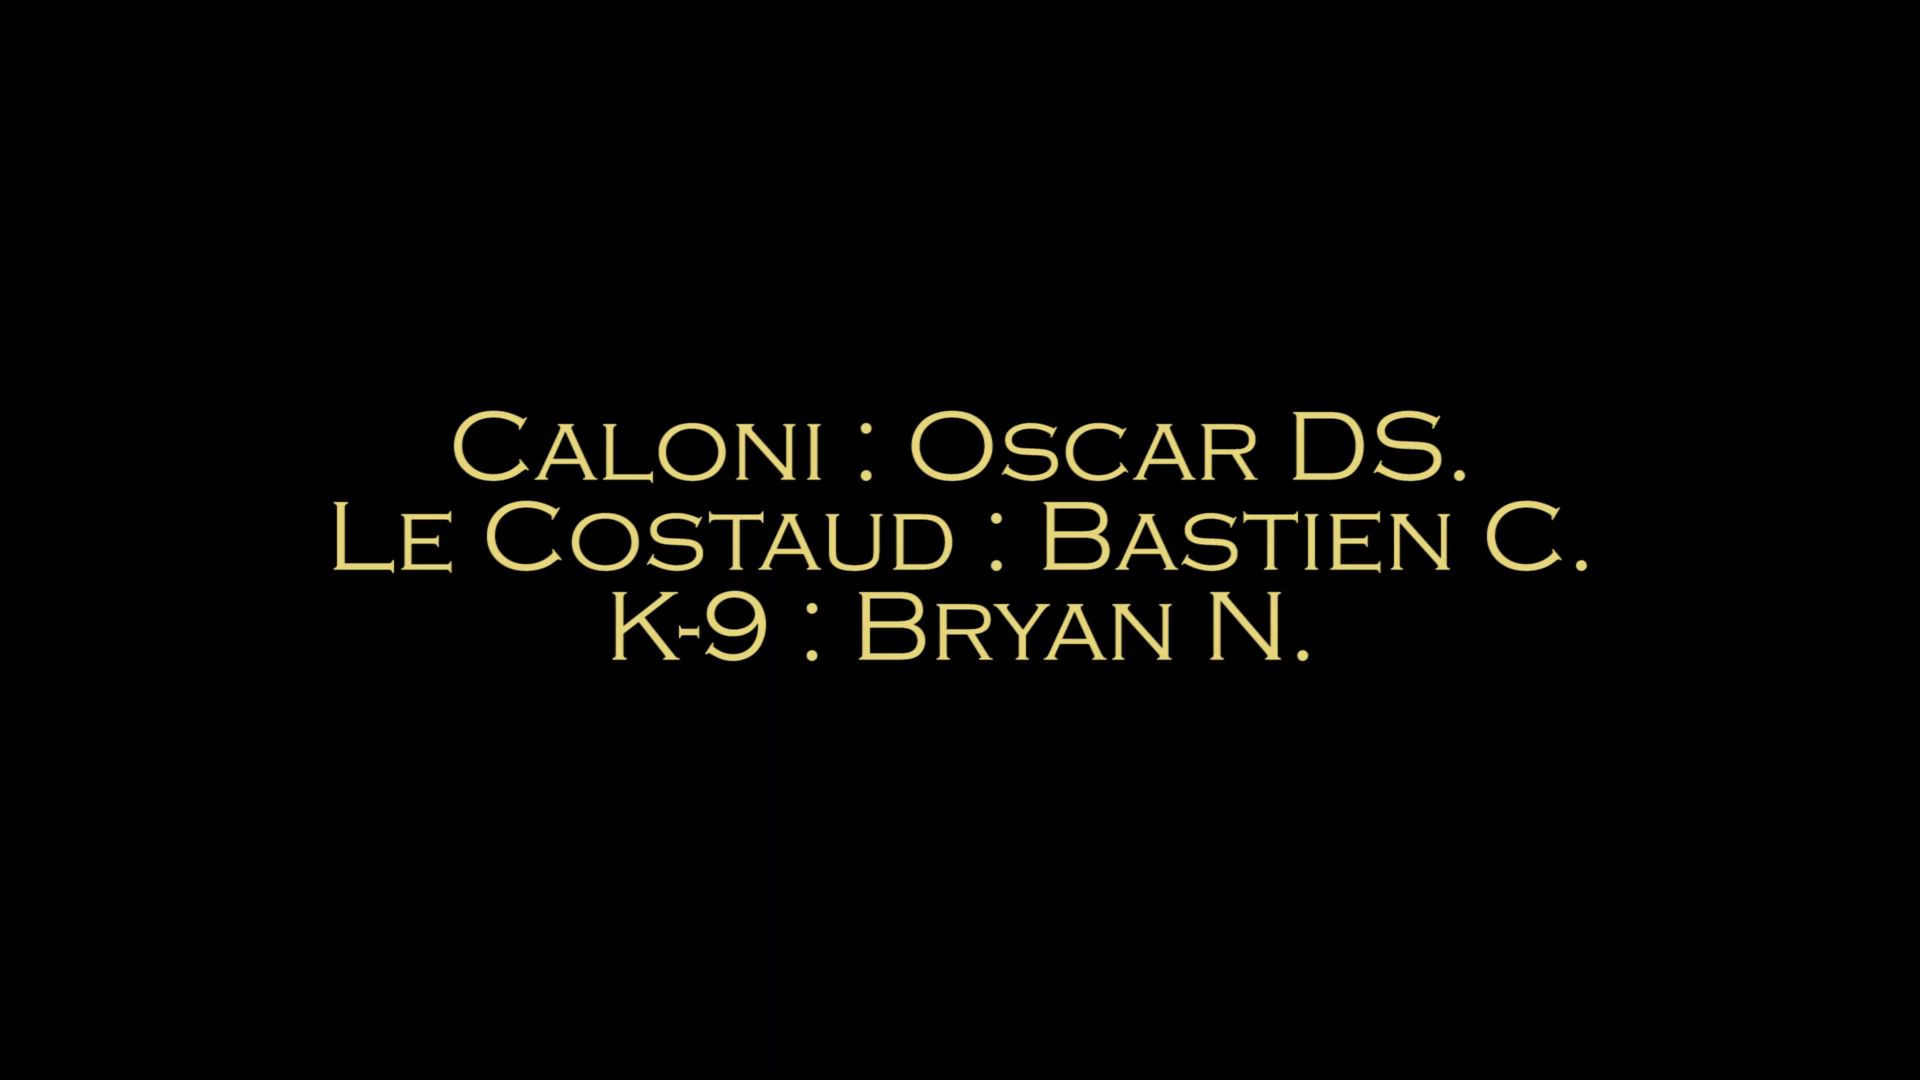 Caloni : Oscar DS.
Le Costaud : Bastien C.
K-9 : Bryan N.